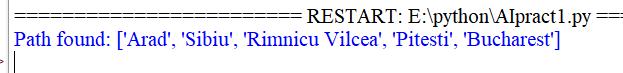 ======================= RESTART: E:\python\AIpract1.py ===
Path found: ['Arad', 'Sibiu', 'Rimnicu Vilcea', 'Pitesti', 'Bucharest']